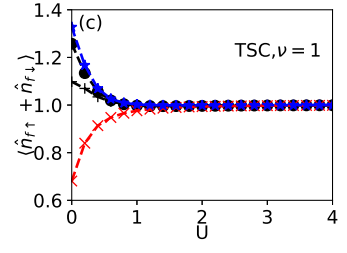 1.4
(c)
TSC,ν = 1
1.2
1.0
0.8
0.6
⟨n̂f↑ + n̂f↓⟩
0 1 2 3 4
U